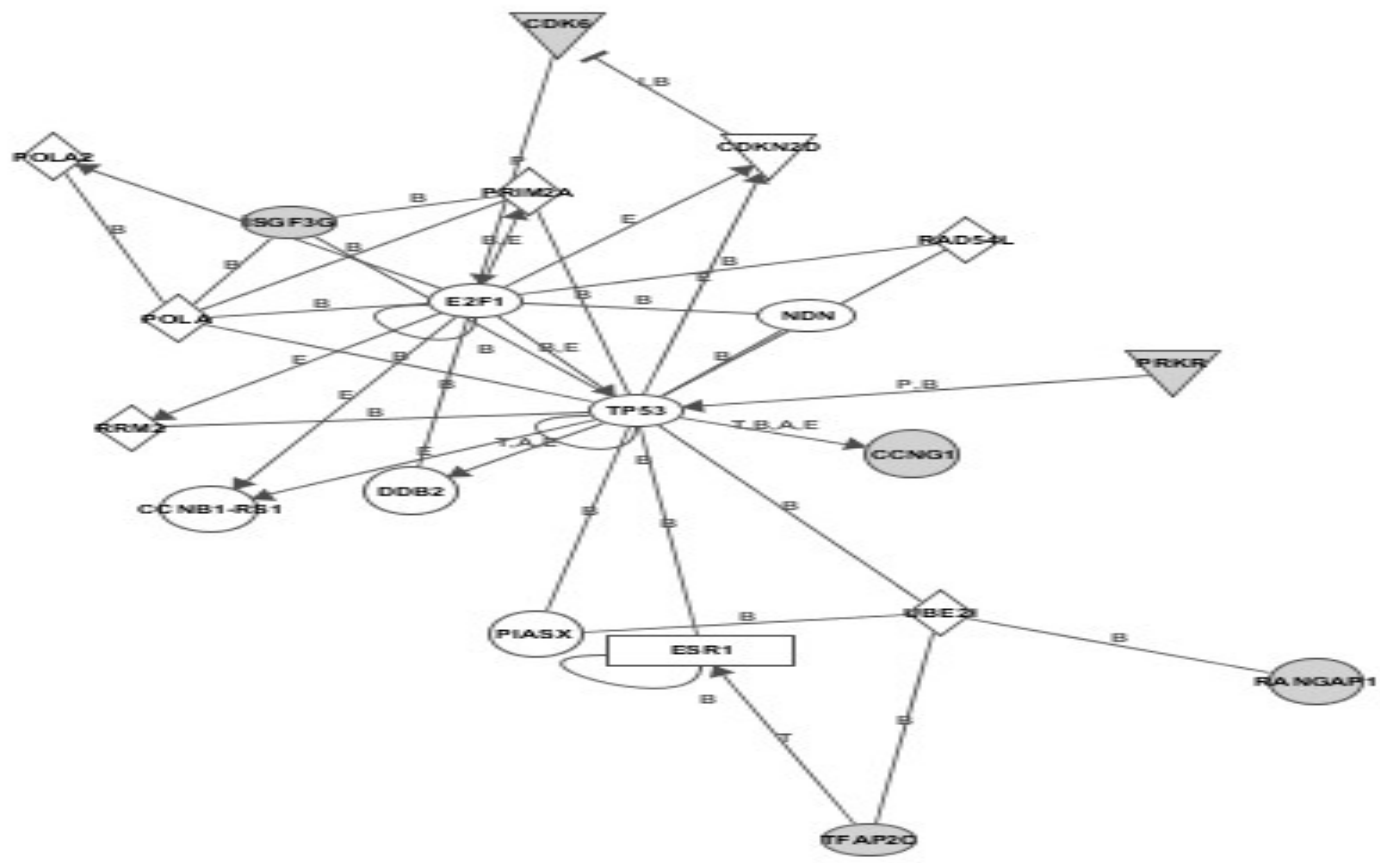 CDK6
I,B
CDKN2D
POLA2
P
PRIM2A
B
ISGF3G
E
B
RAD54L
B,E
B
B
B
E
E2F1
B
B
B
NDN
POLA
B
B,E
B
B
E
PRKR
P,B
B
E
TP53
B
RRM2
T,B,A,E
T,A,E
E
B
CCNG1
DDB2
CCNB1-RS1
B
B
B
UBE2I
B
PIASX
B
ESR1
RANGAP1
B
B
T
TFAP2C